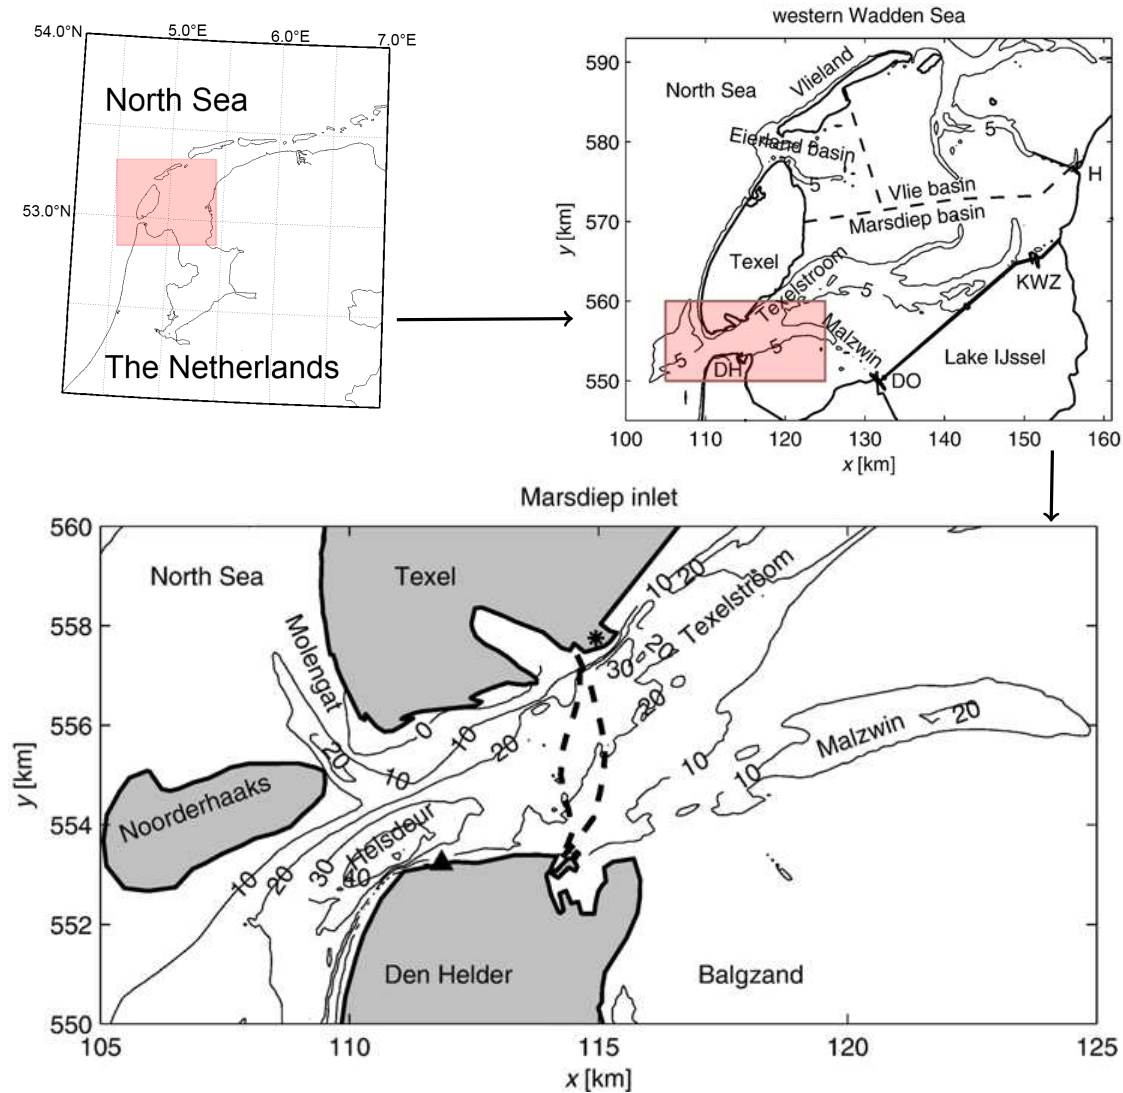 54.0°N
5.0°E
6.0°E
7.0°E
North Sea
53.0°N
The Netherlands
western Wadden Sea
590
580
570
560
550
y [km]
North Sea
Vlieland
Eierland basin
5
5
H
Vlie basin
Marsdiep basin
Texel
Texelstroom
5
KWZ
Malzwin
5
5
DH
DO
Lake IJssel
100
110
120
130
140
150
160
x [km]
Marsdiep inlet
560
558
556
554
552
550
y [km]
North Sea
Texel
10
20
Texelstroom
Molengat
30
20
20
0
10
20
Malzwin
20
20
10
10
10
Noorderhaaks
Helsdeur
10
20
30
40
Den Helder
Balgzand
105
110
115
120
125
x [km]